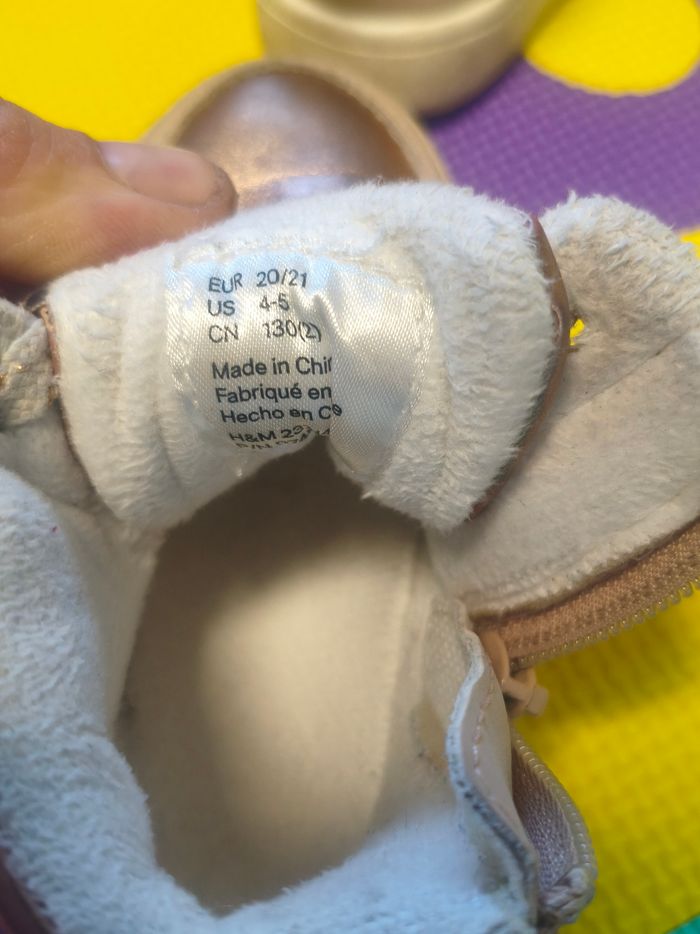 EUR 20/21
US 4-5
CN 130(2)
Made in Chi
Fabriqué en
Hecho en C
H&M